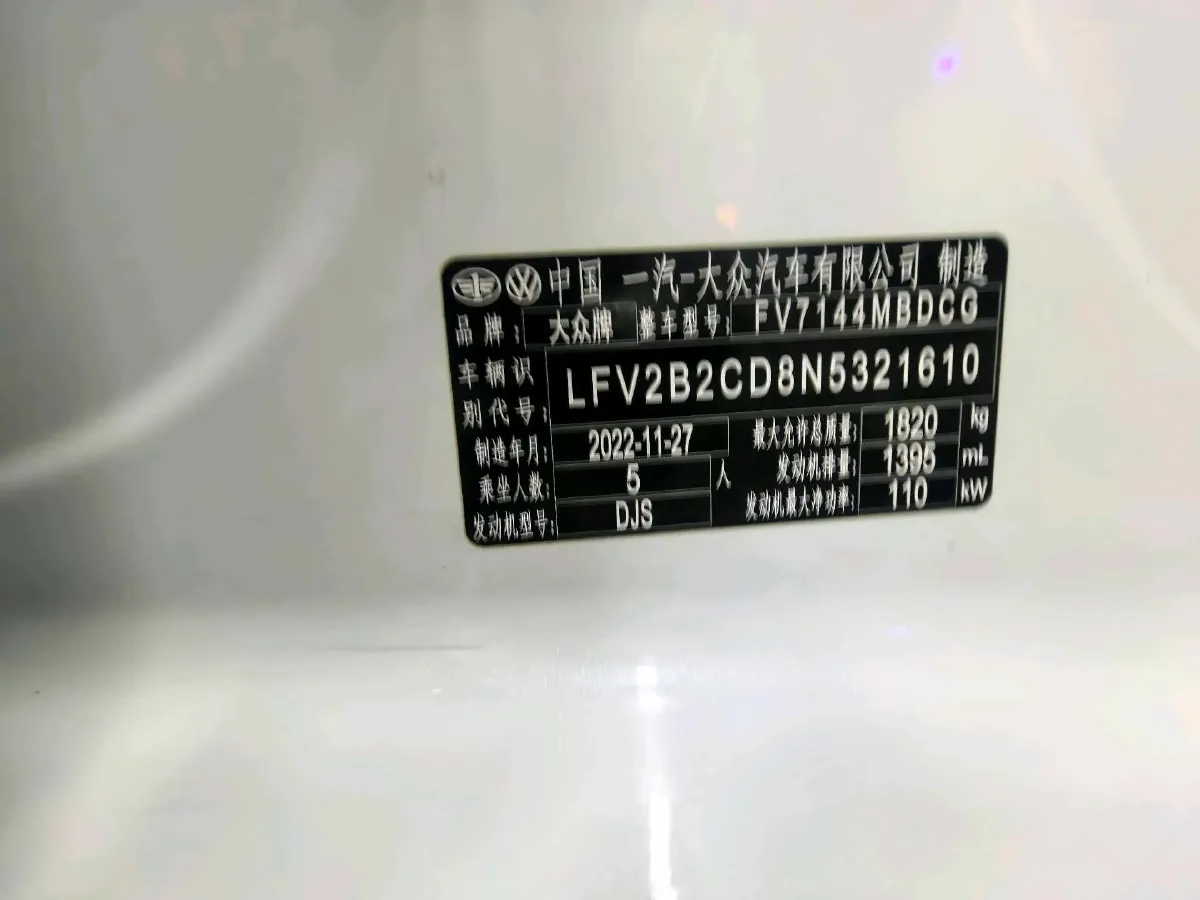 中国 一汽-大众汽车有限公司 制造
品牌: 大众牌 整车型号: FV7144MBDCG
车辆识别代号: LFV2B2CD8N5321610
制造年月: 2022-11-27 最大允许总质量: 1820 kg
乘坐人数: 5 人 发动机排量: 1395 mL
发动机型号: DJS 发动机最大净功率: 110 kW